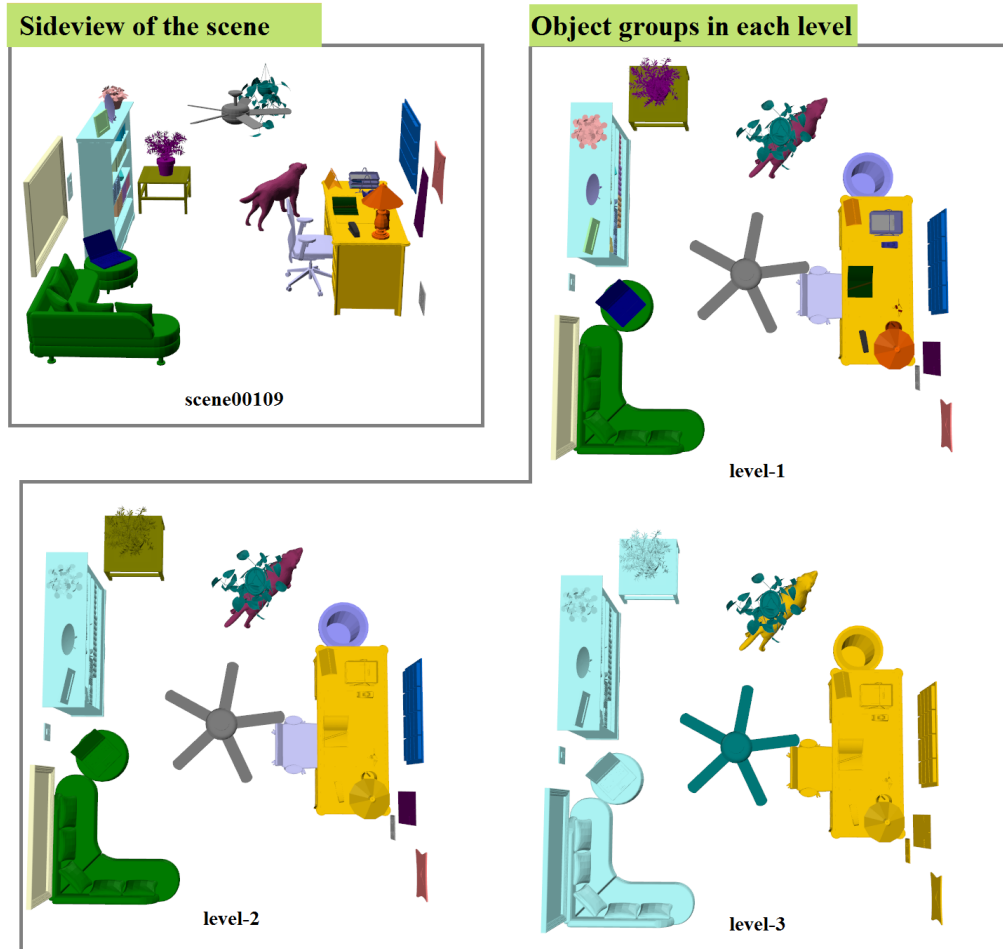 Sideview of the scene
Object groups in each level
scene00109
level-1
level-2
level-3